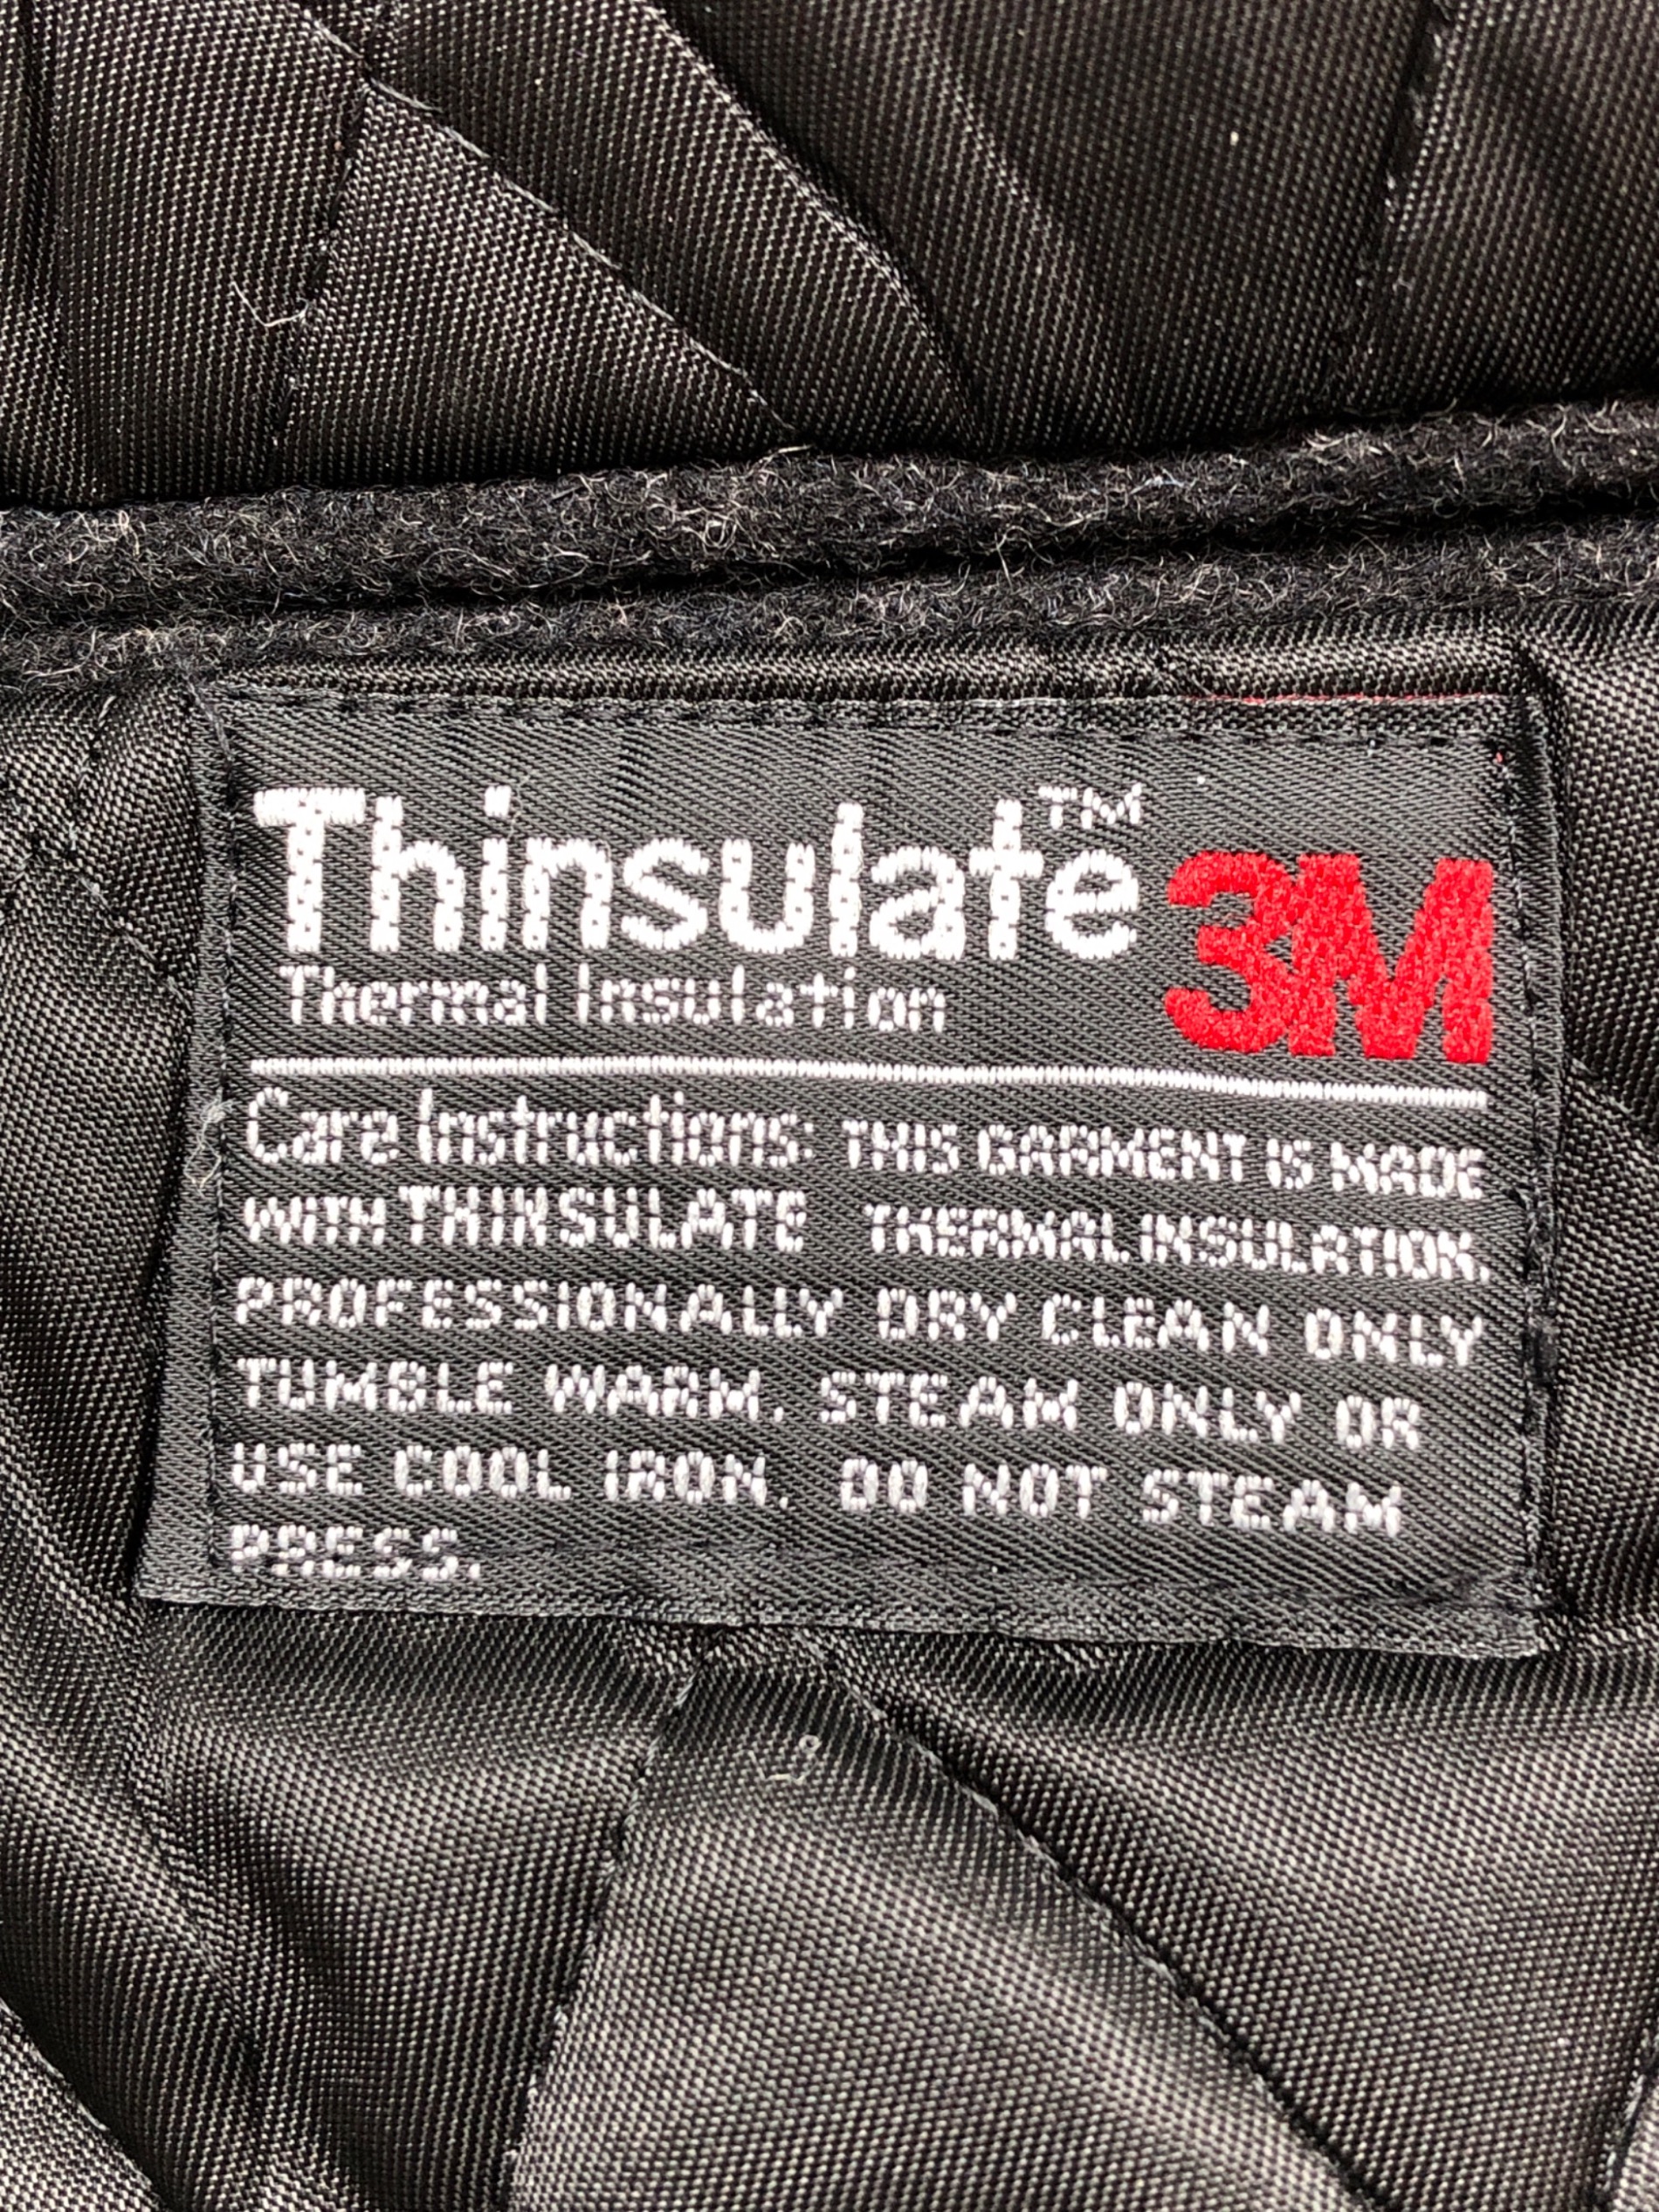 Thinsulate™ 3M
Thermal Insulation
Care Instructions: THIS GARMENT IS MADE
WITH THINSULATE THERMAL INSULATION.
PROFESSIONALLY DRY CLEAN ONLY
TUMBLE WARM. STEAM ONLY OR
USE COOL IRON. DO NOT STEAM
PRESS.